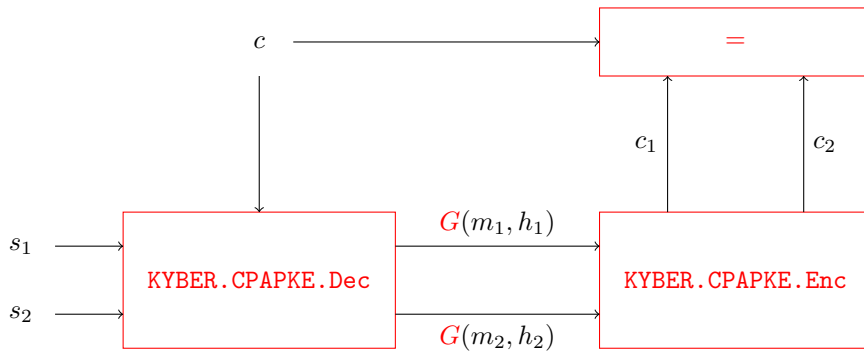 c
=
c₁
c₂
s₁
G(m₁, h₁)
KYBER.CPAPKE.Dec
KYBER.CPAPKE.Enc
s₂
G(m₂, h₂)